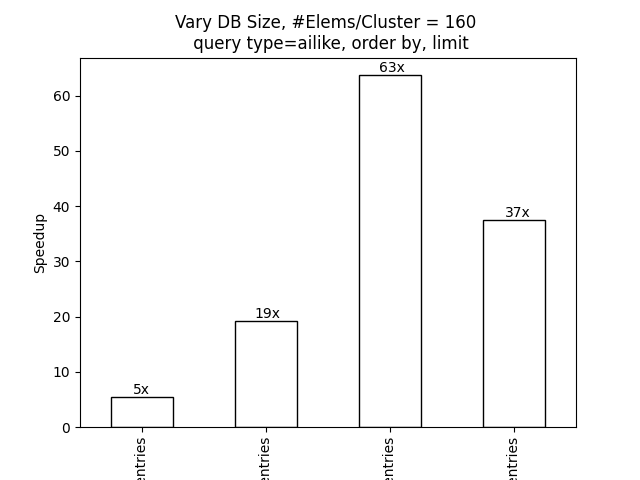 Vary DB Size, #Elems/Cluster = 160
query type=ailike, order by, limit
Speedup
60
50
40
30
20
10
0
5x
19x
63x
37x
entries
entries
entries
entries